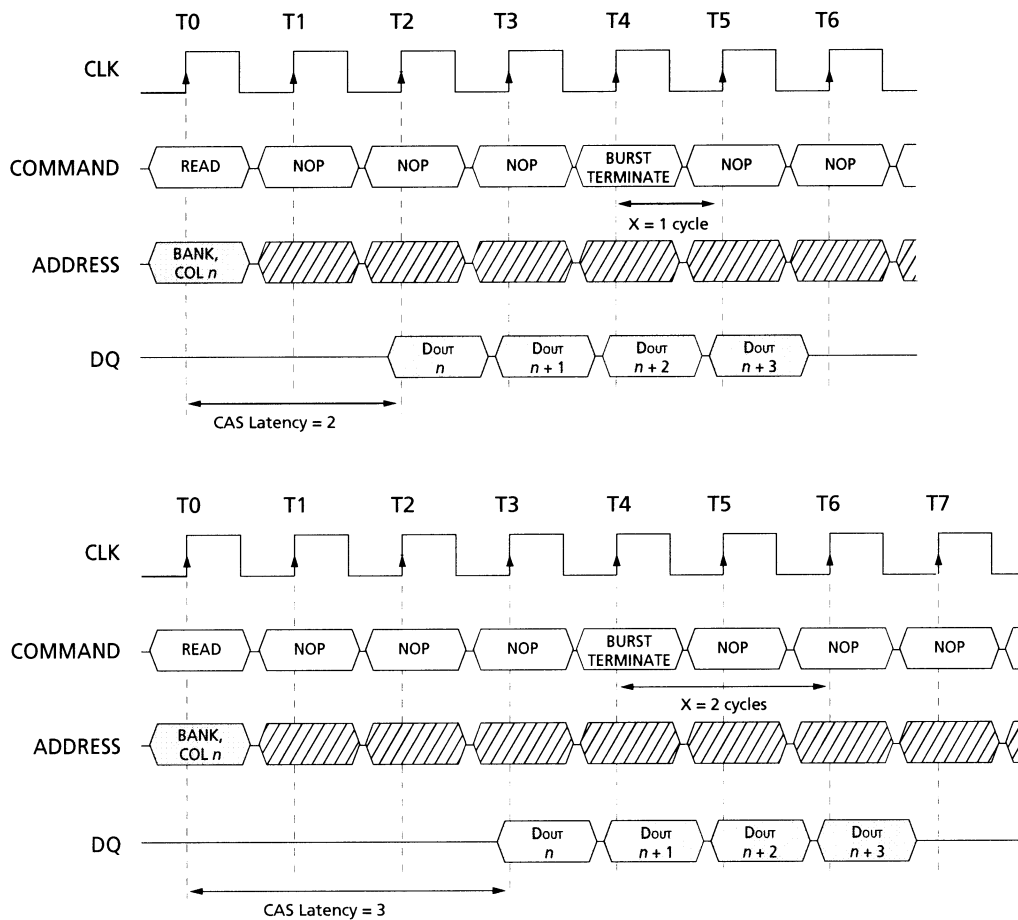 T0 T1 T2 T3 T4 T5 T6
CLK
COMMAND READ NOP NOP NOP BURST TERMINATE NOP NOP
X = 1 cycle
ADDRESS BANK, COL n
DQ DOUT n DOUT n + 1 DOUT n + 2 DOUT n + 3
CAS Latency = 2
T0 T1 T2 T3 T4 T5 T6 T7
CLK
COMMAND READ NOP NOP NOP BURST TERMINATE NOP NOP NOP
X = 2 cycles
ADDRESS BANK, COL n
DQ DOUT n DOUT n + 1 DOUT n + 2 DOUT n + 3
CAS Latency = 3